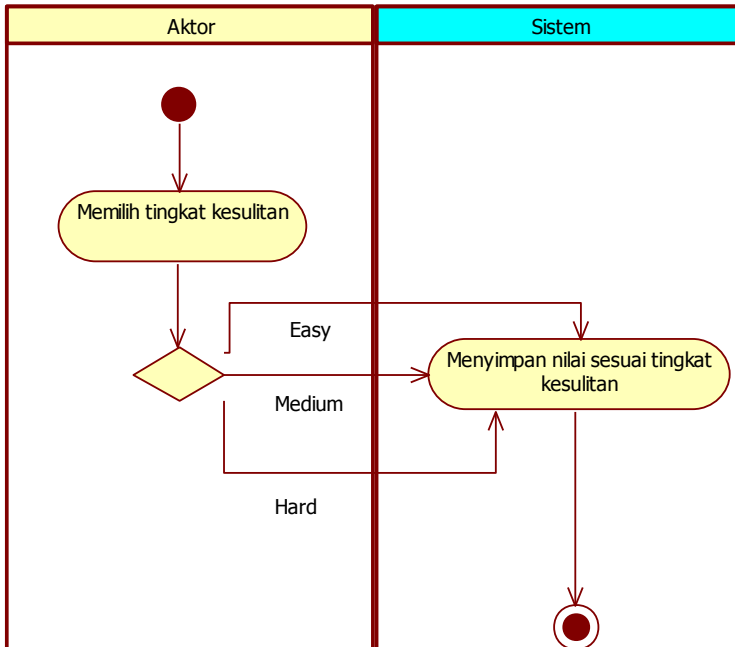 Aktor
Sistem
Memilih tingkat kesulitan
Easy
Menyimpan nilai sesuai tingkat
kesulitan
Medium
Hard